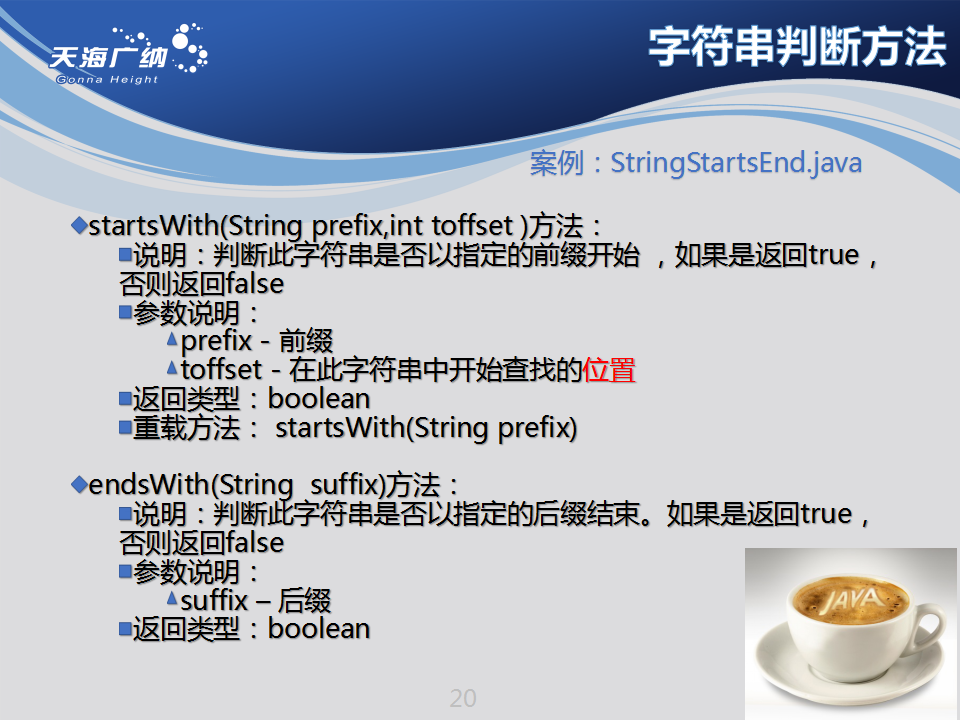 天海广纳
Gonna Height
字符串判断方法
案例：StringStartsEnd.java
startsWith(String prefix,int toffset )方法：
说明：判断此字符串是否以指定的前缀开始 ，如果是返回true，
否则返回false
参数说明：
prefix - 前缀
toffset - 在此字符串中开始查找的位置
返回类型：boolean
重载方法： startsWith(String prefix)
endsWith(String  suffix)方法：
说明：判断此字符串是否以指定的后缀结束。如果是返回true，
否则返回false
参数说明：
suffix – 后缀
返回类型：boolean
JAVA
20